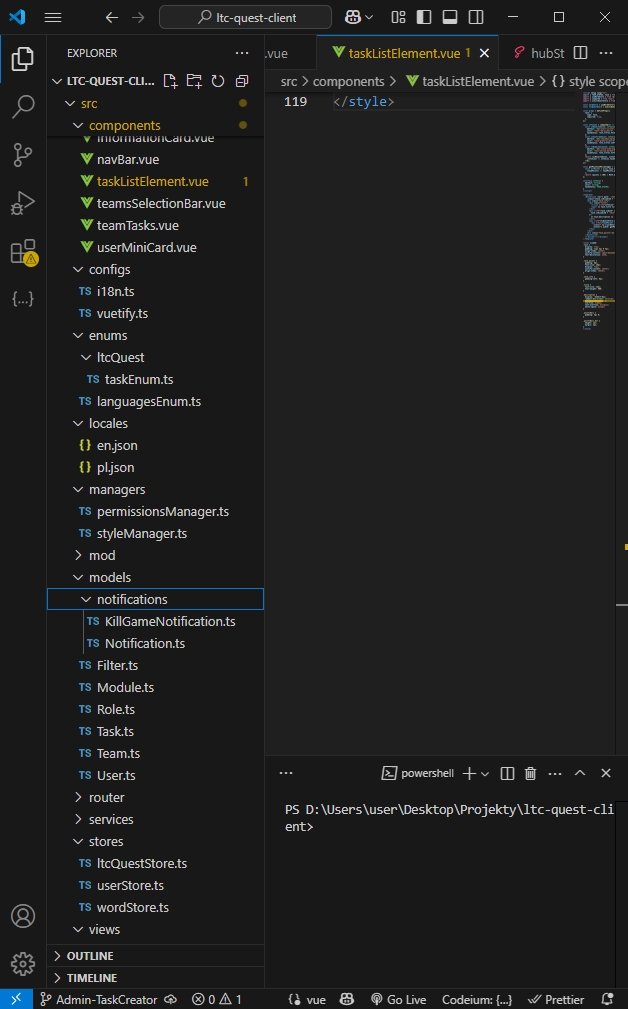 ltc-quest-client
EXPLORER
.vue
taskListElement.vue 1
hubSt
LTC-QUEST-CLI...
src > components > taskListElement.vue > {} style scope
119 </style>
src
components
informationCard.vue
navBar.vue
taskListElement.vue 1
teamsSelectionBar.vue
teamTasks.vue
userMiniCard.vue
configs
TS i18n.ts
TS vuetify.ts
enums
ltcQuest
TS taskEnum.ts
TS languagesEnum.ts
locales
{} en.json
{} pl.json
managers
TS permissionsManager.ts
TS styleManager.ts
mod
models
notifications
TS KillGameNotification.ts
TS Notification.ts
TS Filter.ts
TS Module.ts
TS Role.ts
TS Task.ts
TS Team.ts
TS User.ts
router
services
stores
TS ltcQuestStore.ts
TS userStore.ts
TS wordStore.ts
views
OUTLINE
TIMELINE
powershell
PS D:\Users\user\Desktop\Projekty\ltc-quest-cli
ent>
Admin-TaskCreator 0 1 vue Go Live Codeium: {...} Prettier